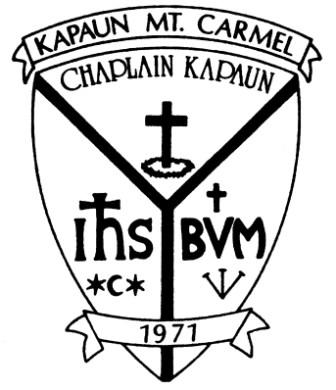 KAPAUN MT. CARMEL
CHAPLAIN KAPAUN
IHS BVM
*C*
1971